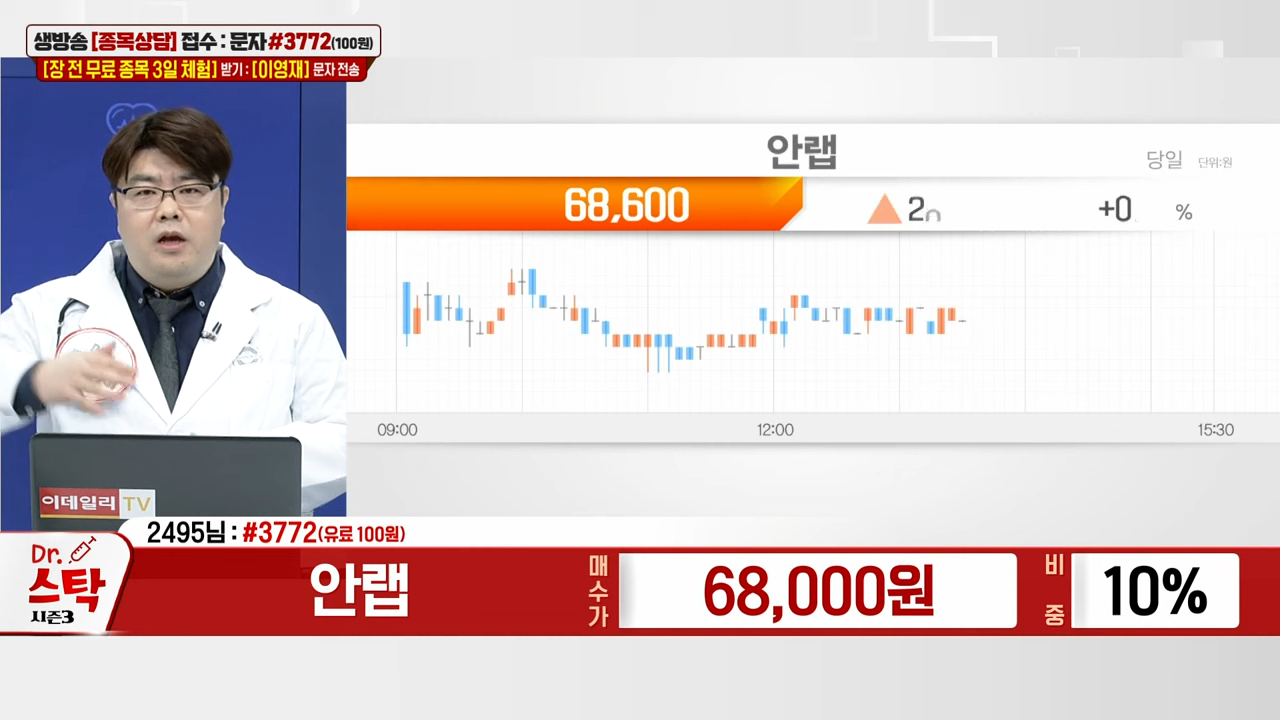 생방송 [종목상담] 접수 : 문자#3772(100원)
[장 전 무료 종목 3일 체험] 받기 : [이영재] 문자 전송
안랩
당일 단위:원
68,600 ▲ +0 %
09:00 12:00 15:30
이데일리 TV
2495님 : #3772(유료 100원)
Dr.
스탁
시즌3
안랩 매수가 68,000원 비중 10%